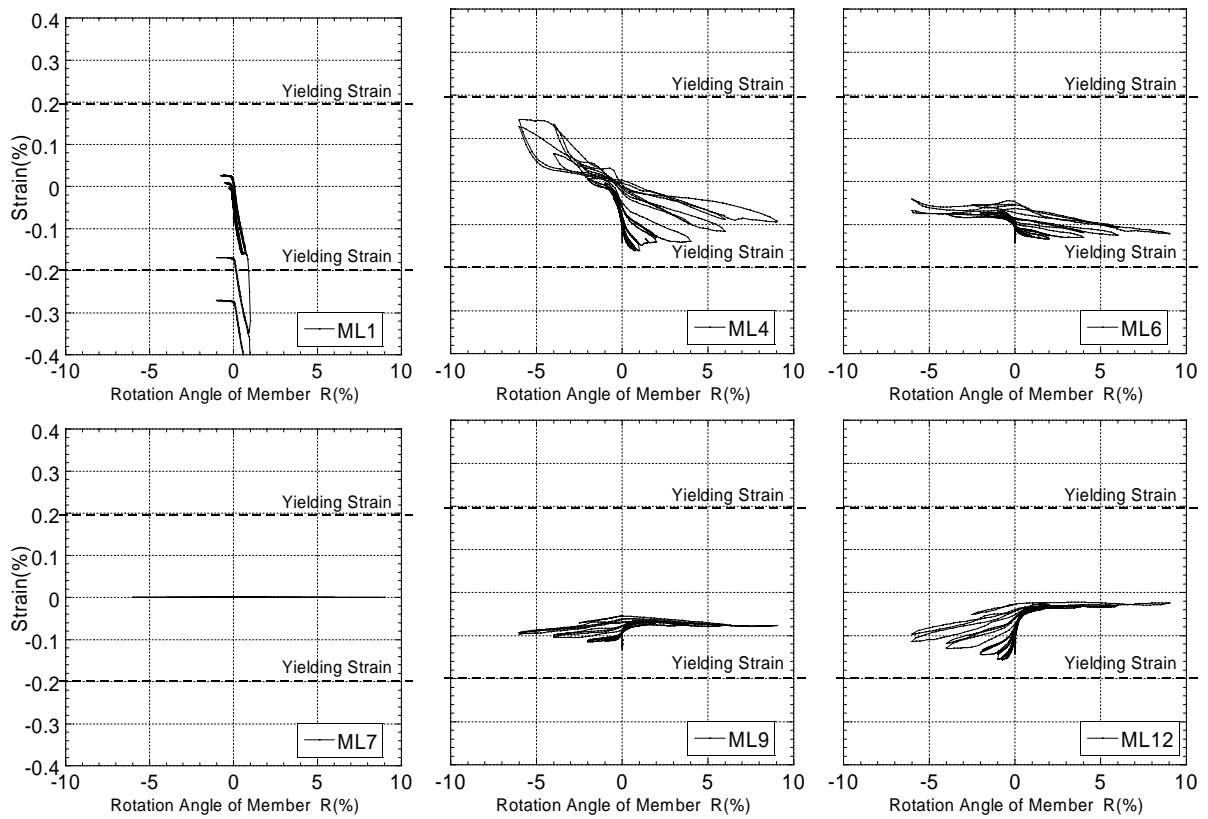 0.4
0.3
0.2
0.1
0
-0.1
-0.2
-0.3
-0.4
Strain(%)
Yielding Strain
Yielding Strain
ML1
-10 -5 0 5 10
Rotation Angle of Member R(%)
Yielding Strain
Yielding Strain
ML4
-10 -5 0 5 10
Rotation Angle of Member R(%)
Yielding Strain
Yielding Strain
ML6
-10 -5 0 5 10
Rotation Angle of Member R(%)
0.4
0.3
0.2
0.1
0
-0.1
-0.2
-0.3
-0.4
Strain(%)
Yielding Strain
Yielding Strain
ML7
-10 -5 0 5 10
Rotation Angle of Member R(%)
Yielding Strain
Yielding Strain
ML9
-10 -5 0 5 10
Rotation Angle of Member R(%)
Yielding Strain
Yielding Strain
ML12
-10 -5 0 5 10
Rotation Angle of Member R(%)